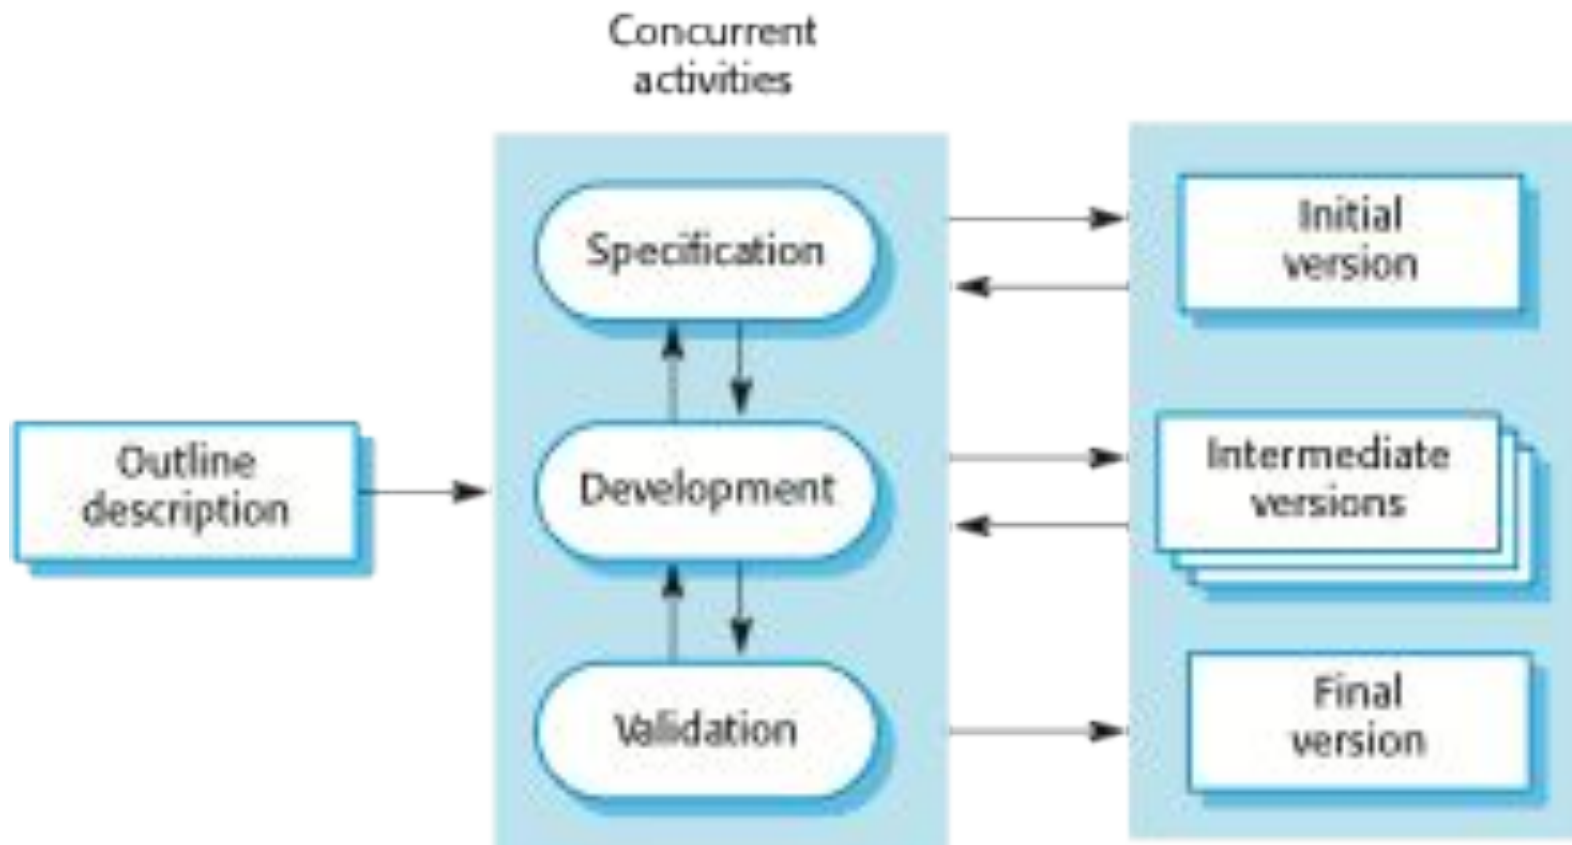 Concurrent
activities
Specification
Initial
version
Outline
description
Development
Intermediate
versions
Validation
Final
version